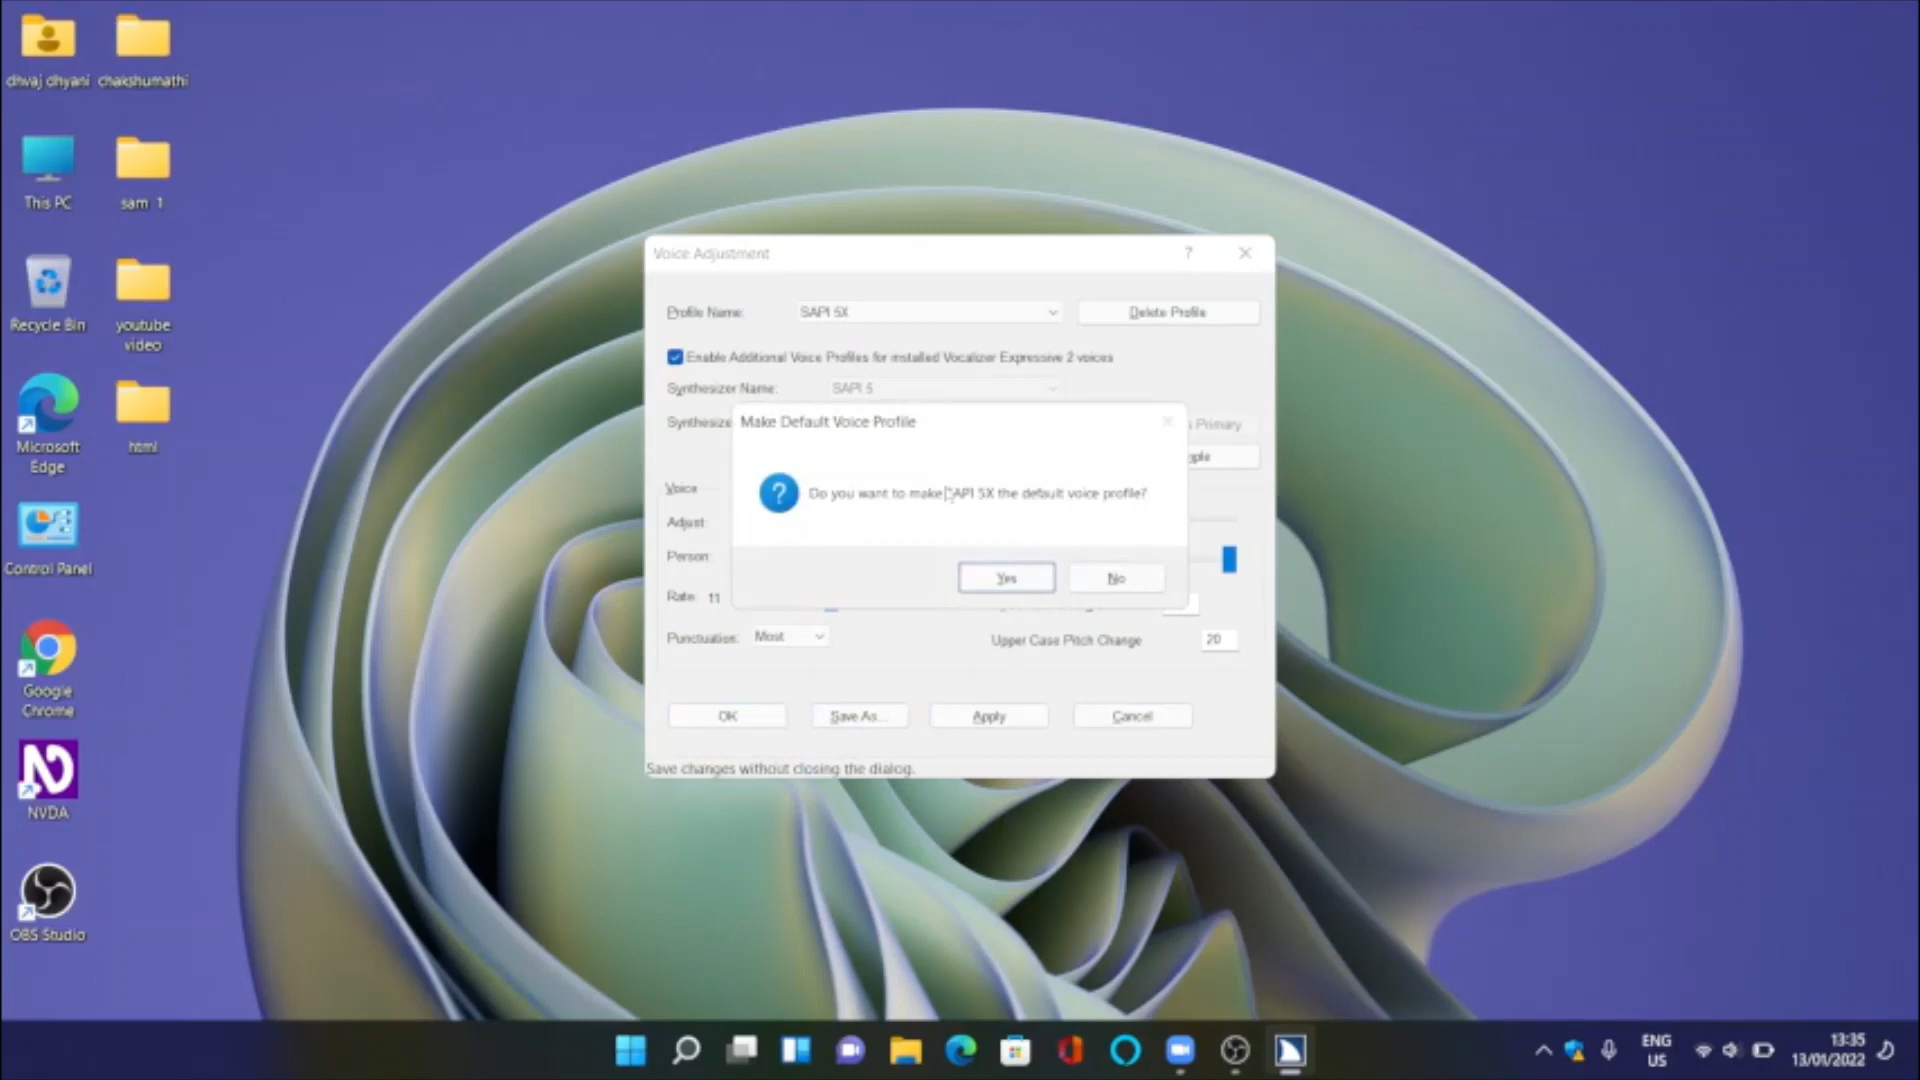 dhvaj dhyani
chakshumathi
This PC
sam 1
Recycle Bin
youtube
video
Microsoft
Edge
html
Control Panel
Google
Chrome
NVDA
OBS Studio
Voice Adjustment
?
Profile Name:
SAPI 5X
Delete Profile
Enable Additional Voice Profiles for installed Vocalizer Expressive 2 voices
Synthesizer Name:
SAPI 5
Synthesize
Primary
Make Default Voice Profile
?
Do you want to make SAPI 5X the default voice profile?
Yes
No
Voice
Adjust:
Person:
Rate: 11
Punctuation:
Most
Upper Case Pitch Change
20
OK
Save As...
Apply
Cancel
Save changes without closing the dialog.
ENG
US
13:35
13/01/2022